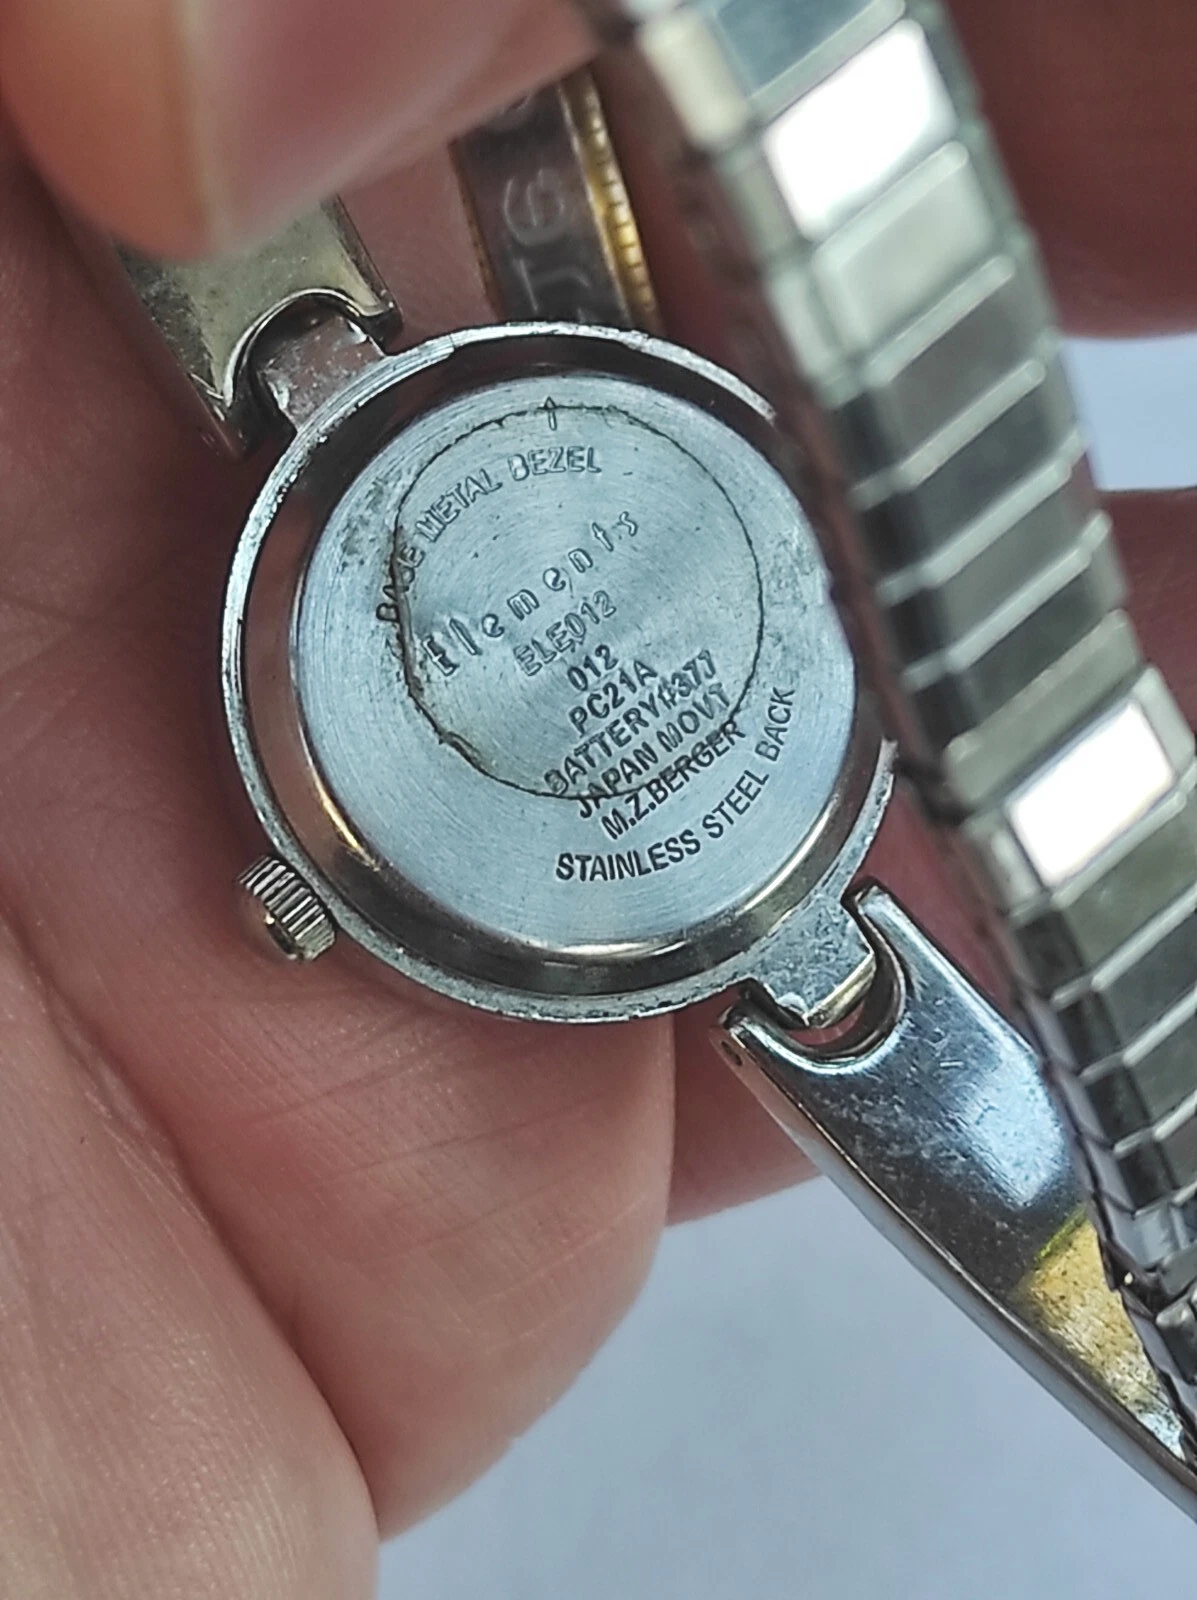 BASE METAL BEZEL
Elements
ELE012
012
PC21A
BATTERY#377
JAPAN MOVT
M.Z.BERGER
STAINLESS STEEL BACK